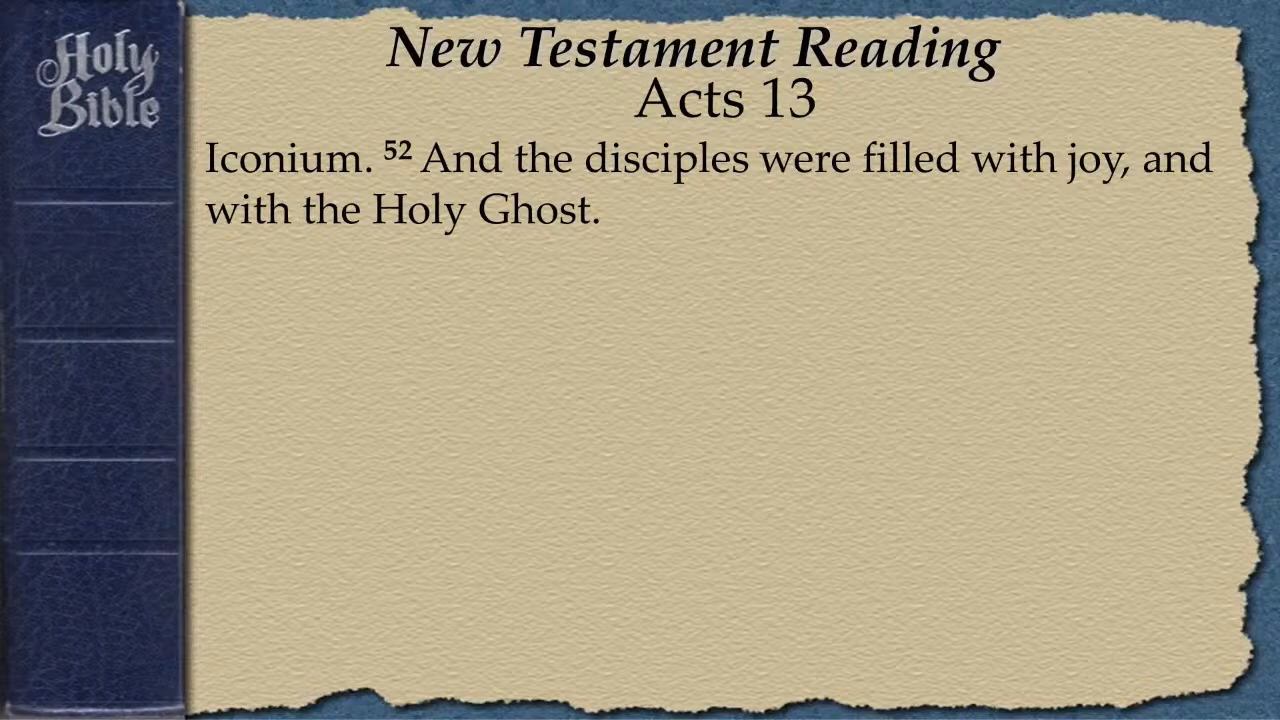 Holy
Bible
New Testament Reading
Acts 13
Iconium. 52 And the disciples were filled with joy, and
with the Holy Ghost.